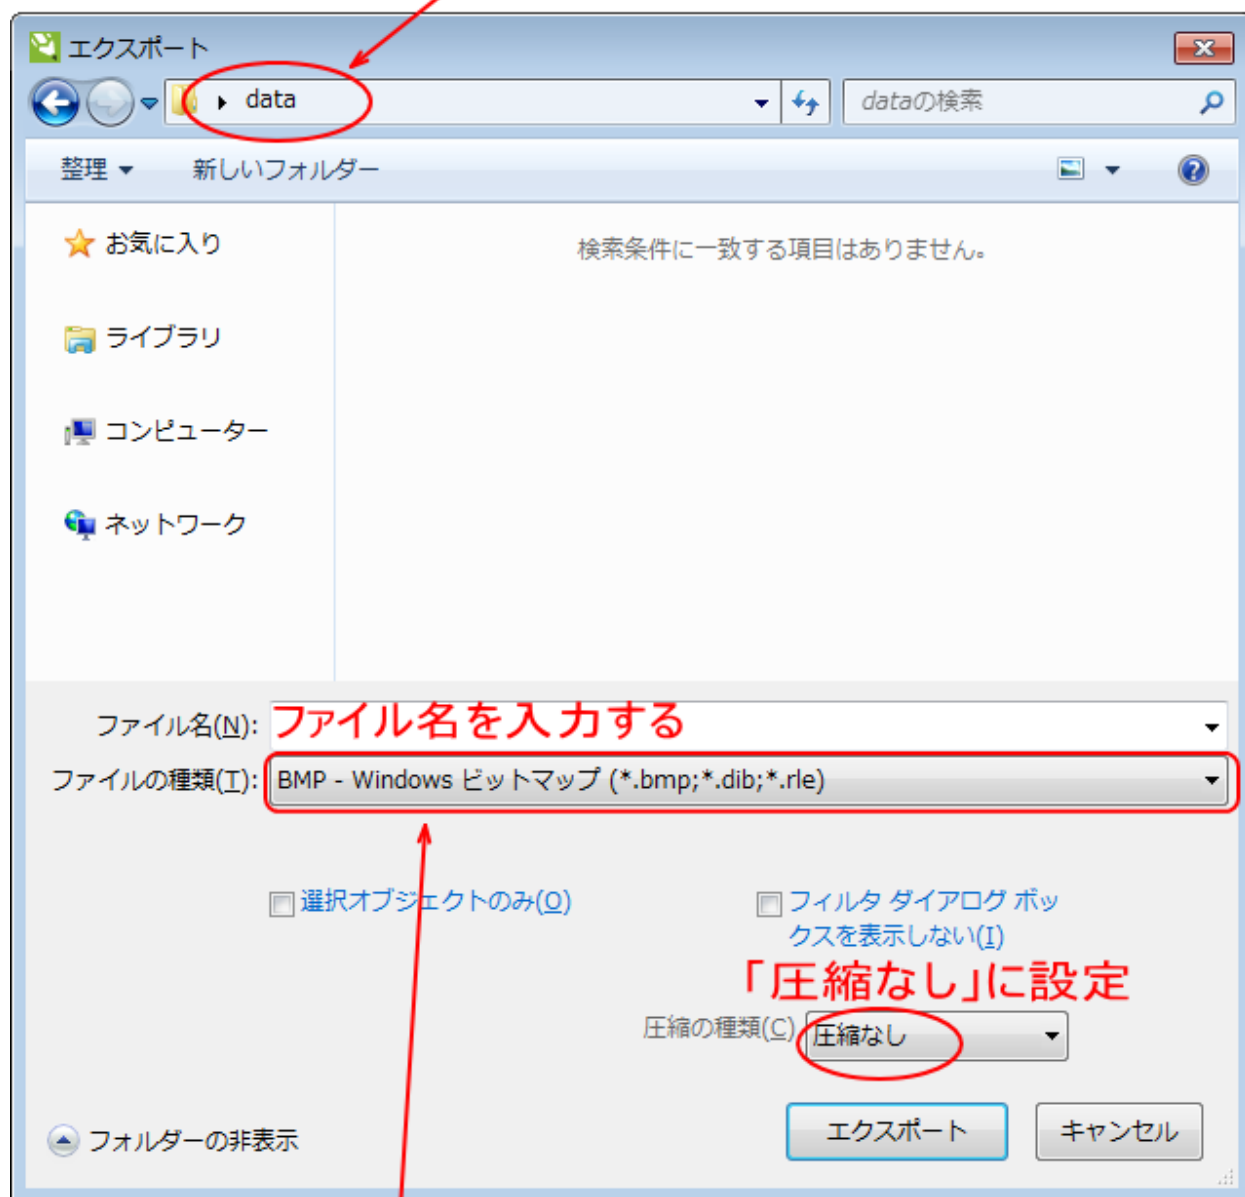 エクスポート
data
dataの検索
整理
新しいフォルダー
お気に入り
検索条件に一致する項目はありません。
ライブラリ
コンピューター
ネットワーク
ファイル名(N):
ファイル名を入力する
ファイルの種類(T):
BMP - Windows ビットマップ (*.bmp;*.dib;*.rle)
選択オブジェクトのみ(O)
フィルタ ダイアログ ボッ
クスを表示しない(I)
「圧縮なし」に設定
圧縮の種類(C)
圧縮なし
フォルダーの非表示
エクスポート
キャンセル